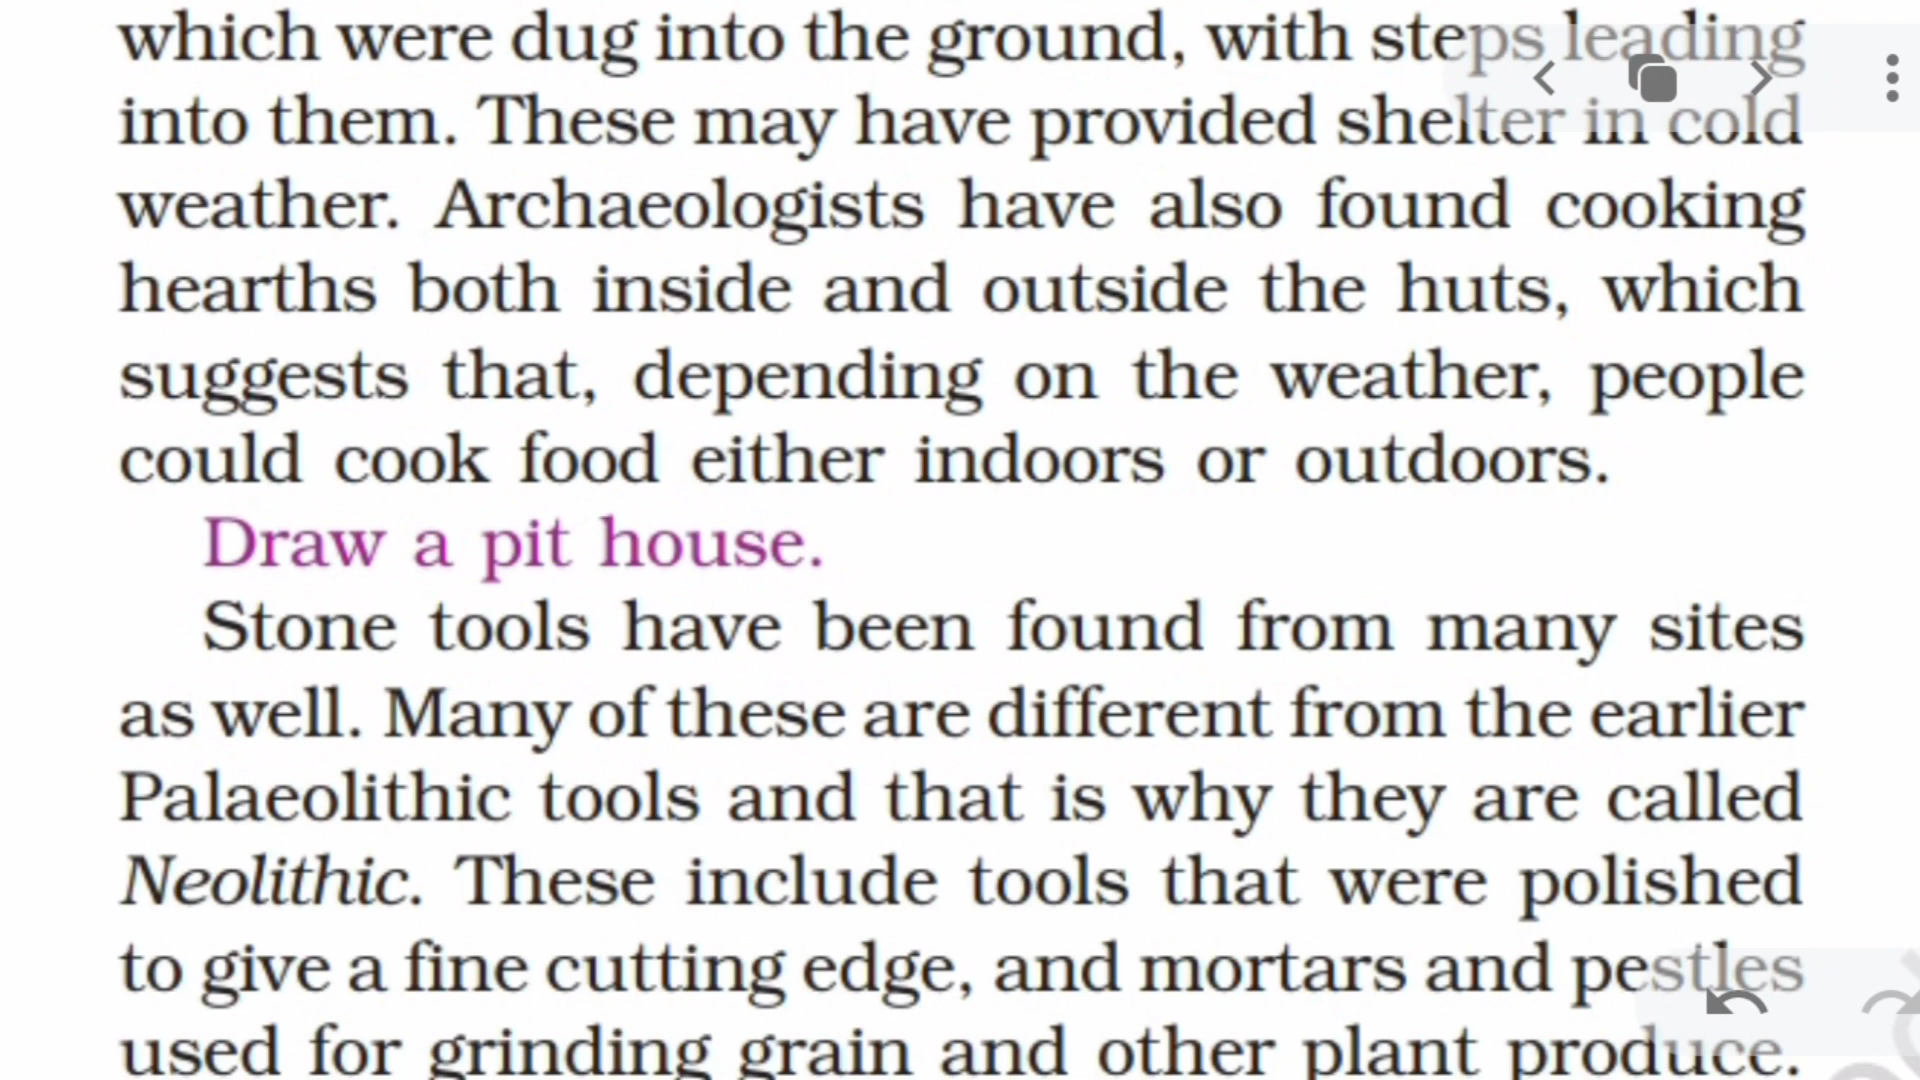 which were dug into the ground, with steps leading
into them. These may have provided shelter in cold
weather. Archaeologists have also found cooking
hearths both inside and outside the huts, which
suggests that, depending on the weather, people
could cook food either indoors or outdoors.
Draw a pit house.
Stone tools have been found from many sites
as well. Many of these are different from the earlier
Palaeolithic tools and that is why they are called
Neolithic. These include tools that were polished
to give a fine cutting edge, and mortars and pestles
used for grinding grain and other plant produce.